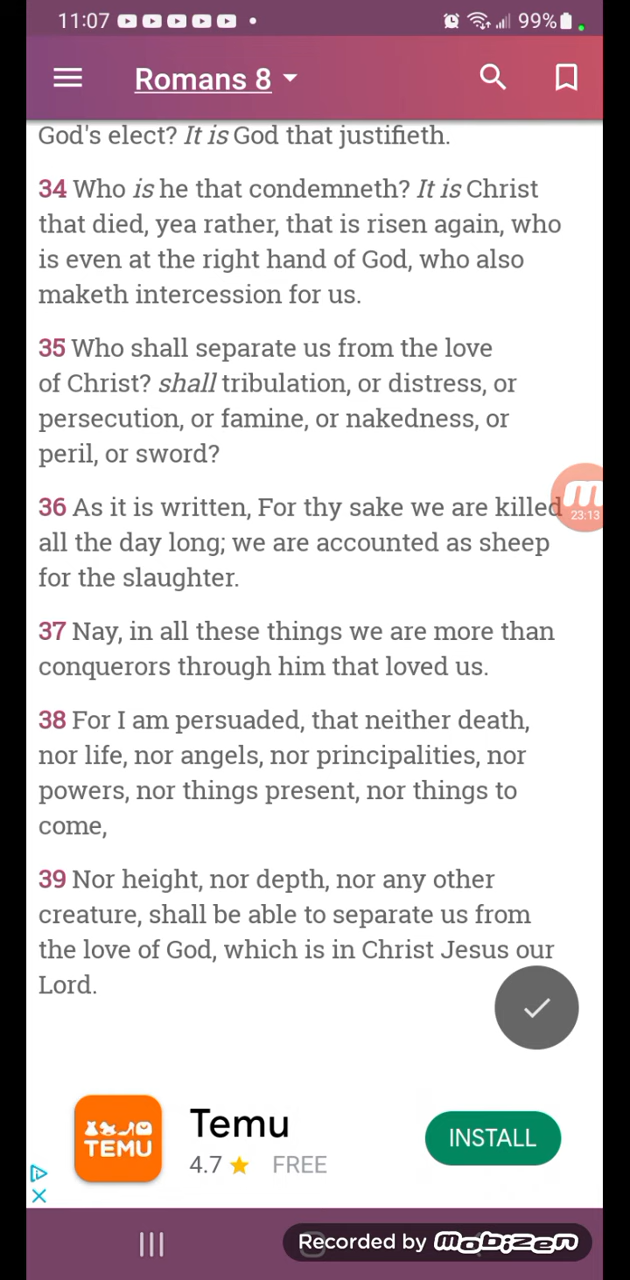 11:07
99%
Romans 8
God's elect? It is God that justifieth.
34 Who is he that condemneth? It is Christ
that died, yea rather, that is risen again, who
is even at the right hand of God, who also
maketh intercession for us.
35 Who shall separate us from the love
of Christ? shall tribulation, or distress, or
persecution, or famine, or nakedness, or
peril, or sword?
36 As it is written, For thy sake we are killed
all the day long; we are accounted as sheep
for the slaughter.
23:13
37 Nay, in all these things we are more than
conquerors through him that loved us.
38 For I am persuaded, that neither death,
nor life, nor angels, nor principalities, nor
powers, nor things present, nor things to
come,
39 Nor height, nor depth, nor any other
creature, shall be able to separate us from
the love of God, which is in Christ Jesus our
Lord.
TEMU
Temu
4.7 ★ FREE
INSTALL
Recorded by mobizen